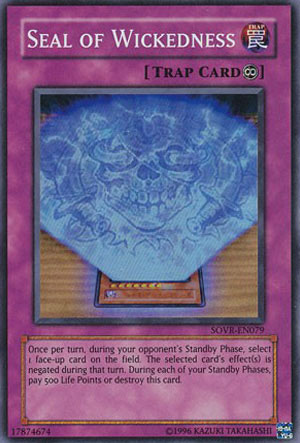 SEAL OF WICKEDNESS
TRAP
罠
[TRAP CARD∞]
SOVR-EN079
Once per turn, during your opponent's Standby Phase, select
1 face-up card on the field. The selected card's effect(s) is
negated during that turn. During each of your Standby Phases,
pay 500 Life Points or destroy this card.
17874674
©1996 KAZUKI TAKAHASHI